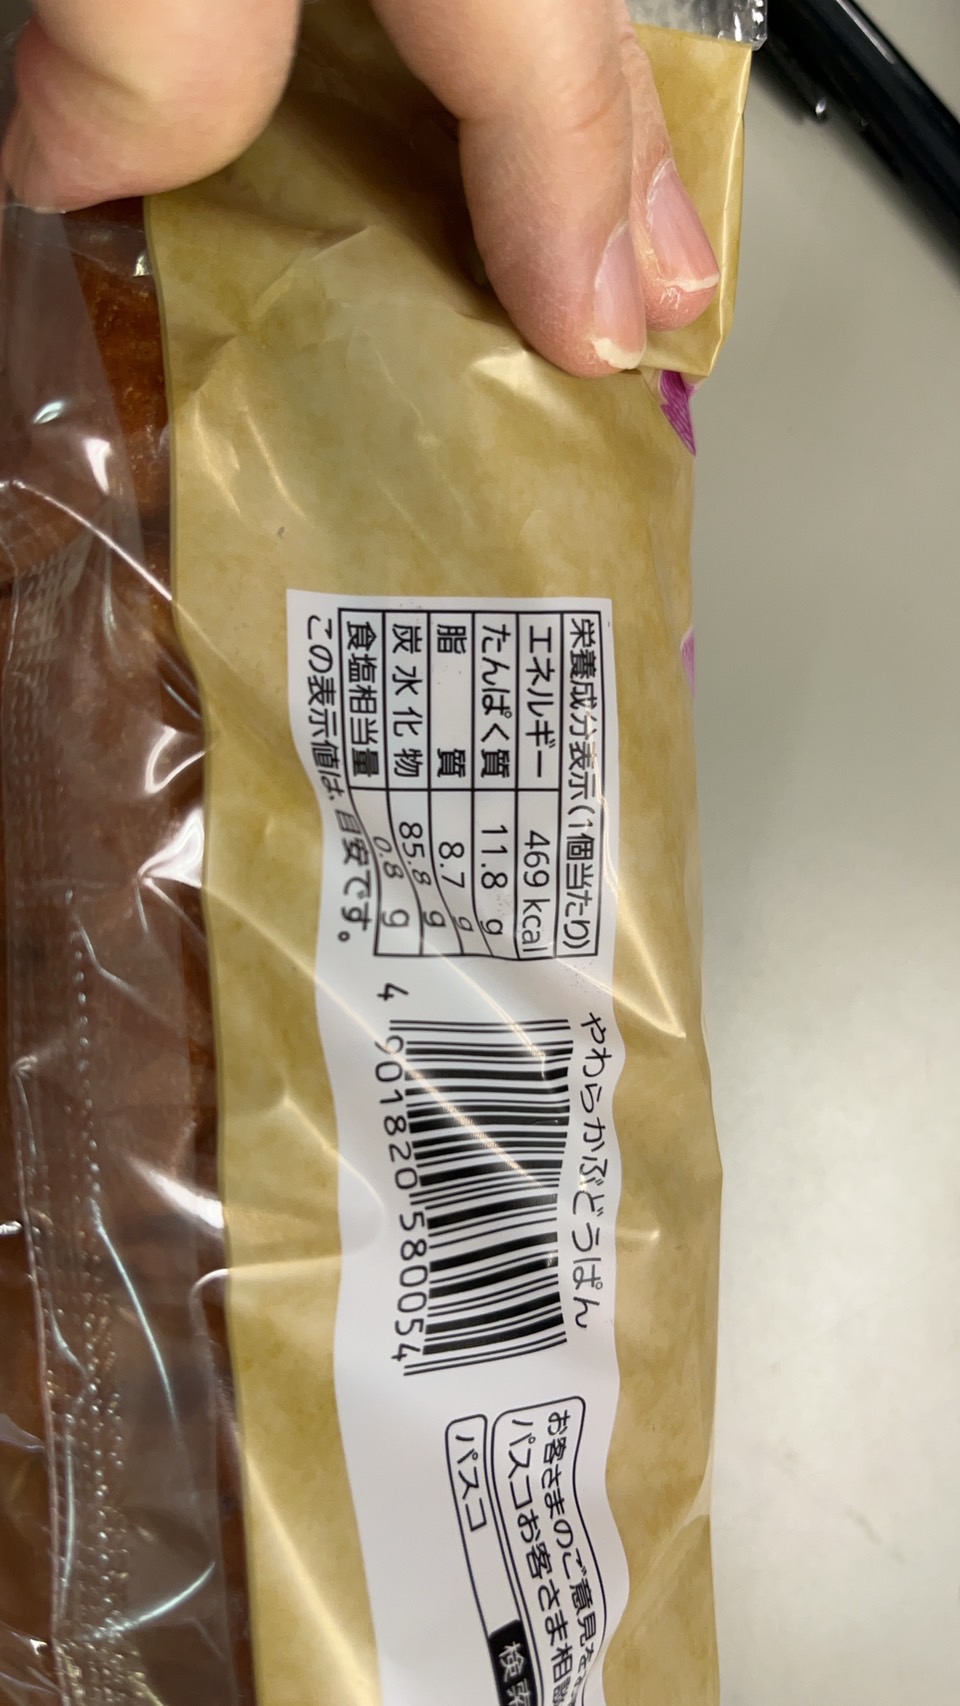 栄養成分表示(1個当たり)
エネルギー 469 kcal
たんぱく質 11.8 g
脂質 8.7 g
炭水化物 85.8 g
食塩相当量 0.8 g
この表示値は、目安です。
やわらかぶどうぱん
4 901820 580054
お客さまのご意見を
パスコお客さま相談
パスコ 検索